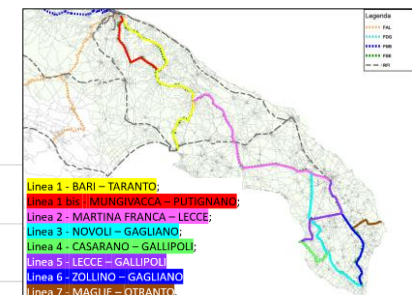 Legenda
FAL
FDG
FNB
FSE
RFI
Linea 1 - BARI – TARANTO;
Linea 1 bis - MUNGIVACCA – PUTIGNANO;
Linea 2 - MARTINA FRANCA – LECCE;
Linea 3 - NOVOLI – GAGLIANO;
Linea 4 - CASARANO – GALLIPOLI;
Linea 5 - LECCE – GALLIPOLI
Linea 6 - ZOLLINO – GAGLIANO
Linea 7 - MAGLIE – OTRANTO.